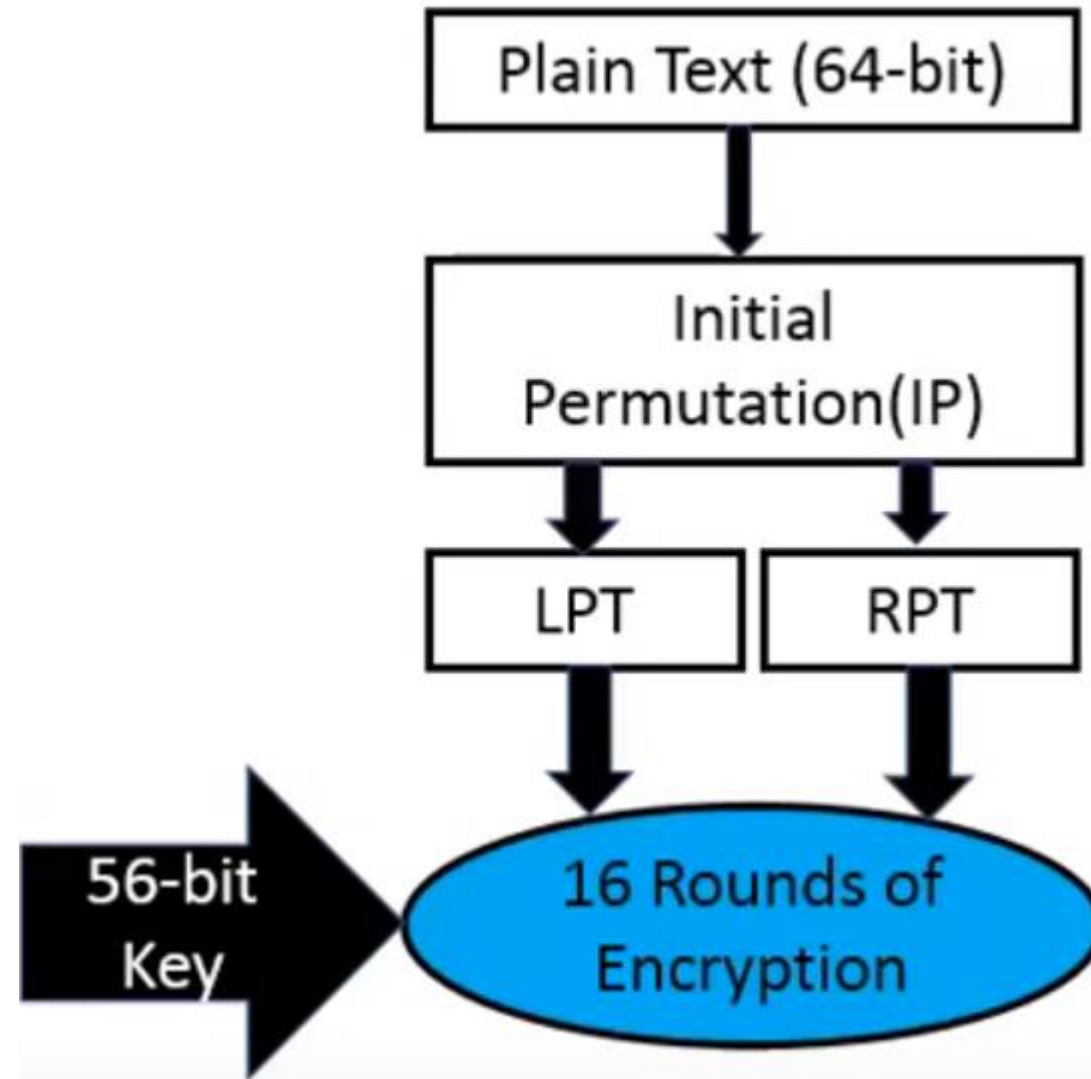 Plain Text (64-bit)
Initial
Permutation(IP)
LPT
RPT
56-bit
Key
16 Rounds of
Encryption